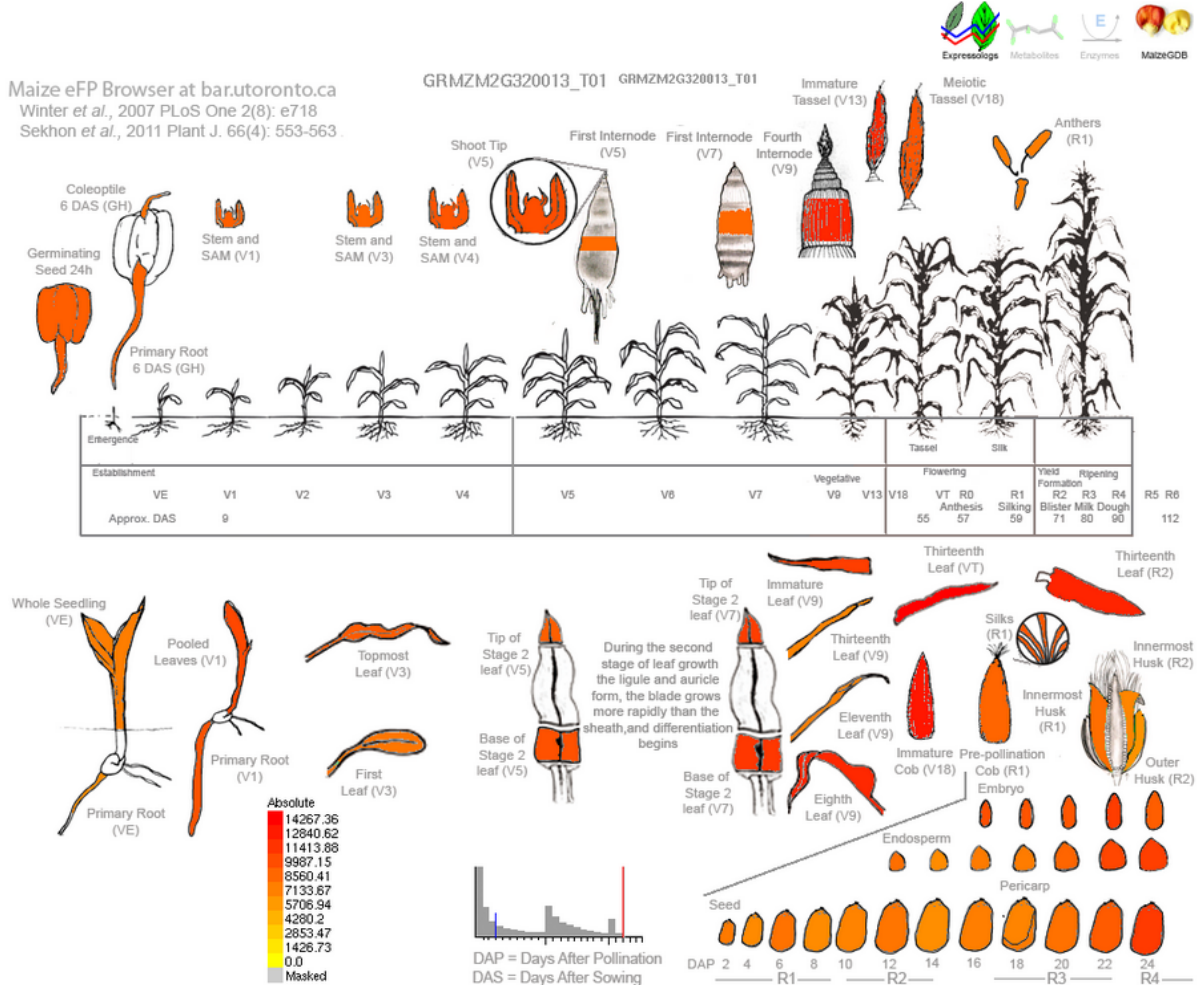 Expressologs Metabolites Enzymes MaizeGDB
E
Maize eFP Browser at bar.utoronto.ca
Winter et al., 2007 PLoS One 2(8): e718
Sekhon et al., 2011 Plant J. 66(4): 553-563
GRMZM2G320013_T01 GRMZM2G320013_T01
Immature
Tassel (V13)
Meiotic
Tassel (V18)
Anthers
(R1)
Shoot Tip
(V5)
First Internode
(V5)
First Internode
(V7)
Fourth
Internode
(V9)
Coleoptile
6 DAS (GH)
Germinating
Seed 24h
Stem and
SAM (V1)
Stem and
SAM (V3)
Stem and
SAM (V4)
Primary Root
6 DAS (GH)
Emergence
Tassel
Silk
Establishment
Vegetative
Flowering
Yield
Formation
Ripening
VE V1 V2 V3 V4 V5 V6 V7 V9 V13 V18 VT R0 R1 R2 R3 R4 R5 R6
Anthesis Silking Blister Milk Dough
Approx. DAS 9 55 57 59 71 80 90 112
Whole Seedling
(VE)
Pooled
Leaves (V1)
Topmost
Leaf (V3)
Primary Root
(V1)
First
Leaf (V3)
Primary Root
(VE)
Tip of
Stage 2
leaf (V5)
Base of
Stage 2
leaf (V5)
During the second
stage of leaf growth
the ligule and auricle
form, the blade grows
more rapidly than the
sheath,and differentiation
begins
Tip of
Stage 2
leaf (V7)
Base of
Stage 2
leaf (V7)
Immature
Leaf (V9)
Thirteenth
Leaf (V9)
Eleventh
Leaf (V9)
Eighth
Leaf (V9)
Thirteenth
Leaf (VT)
Thirteenth
Leaf (R2)
Silks
(R1)
Innermost
Husk (R2)
Innermost
Husk
(R1)
Immature
Cob (V18)
Pre-pollination
Cob (R1)
Outer
Husk (R2)
Embryo
Endosperm
Pericarp
Seed
DAP 2 4 6 8 10 12 14 16 18 20 22 24
R1 R2 R3 R4
Absolute
14267.36
12840.62
11413.88
9987.15
8560.41
7133.67
5706.94
4280.2
2853.47
1426.73
0.0
Masked
DAP = Days After Pollination
DAS = Days After Sowing